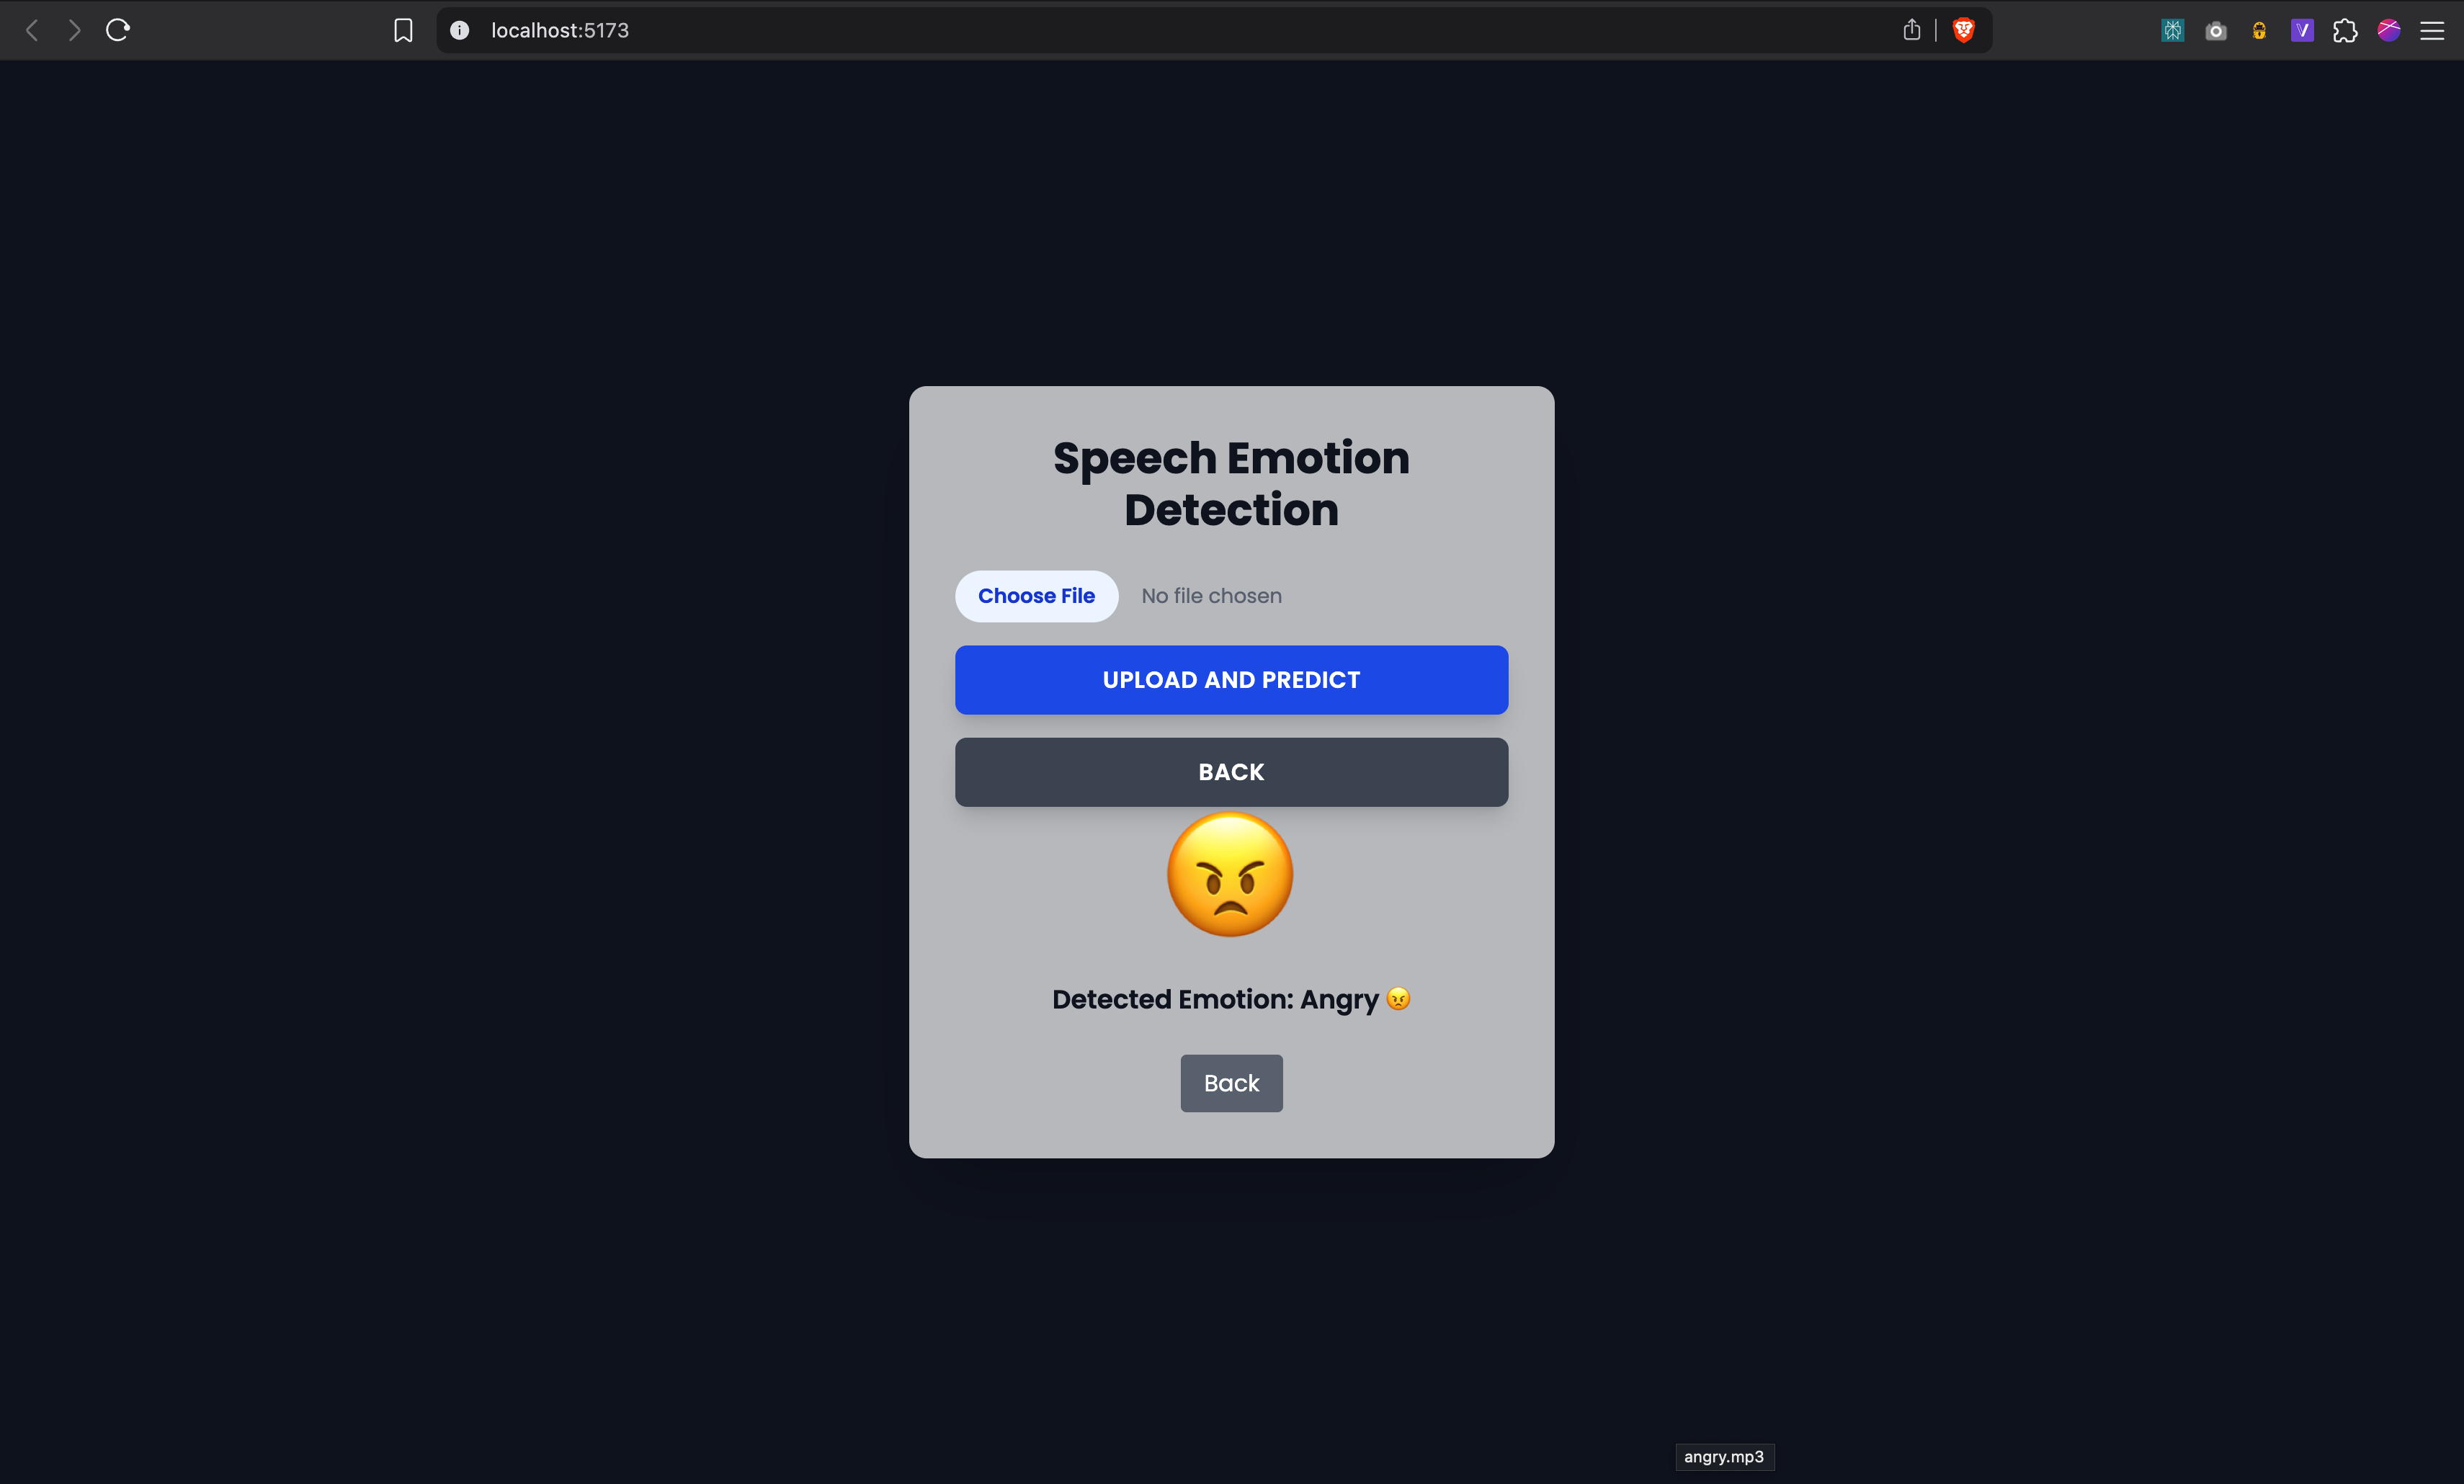 localhost:5173
Speech Emotion
Detection
Choose File No file chosen
UPLOAD AND PREDICT
BACK
Detected Emotion: Angry 😠
Back
angry.mp3